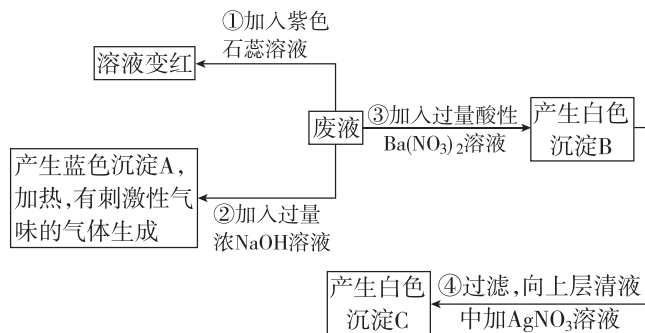 ①加入紫色
石蕊溶液
溶液变红
废液
③加入过量酸性
Ba(NO₃)₂溶液
产生白色
沉淀B
产生蓝色沉淀A,
加热,有刺激性气
味的气体生成
②加入过量
浓NaOH溶液
产生白色
沉淀C
④过滤,向上层清液
中加AgNO₃溶液